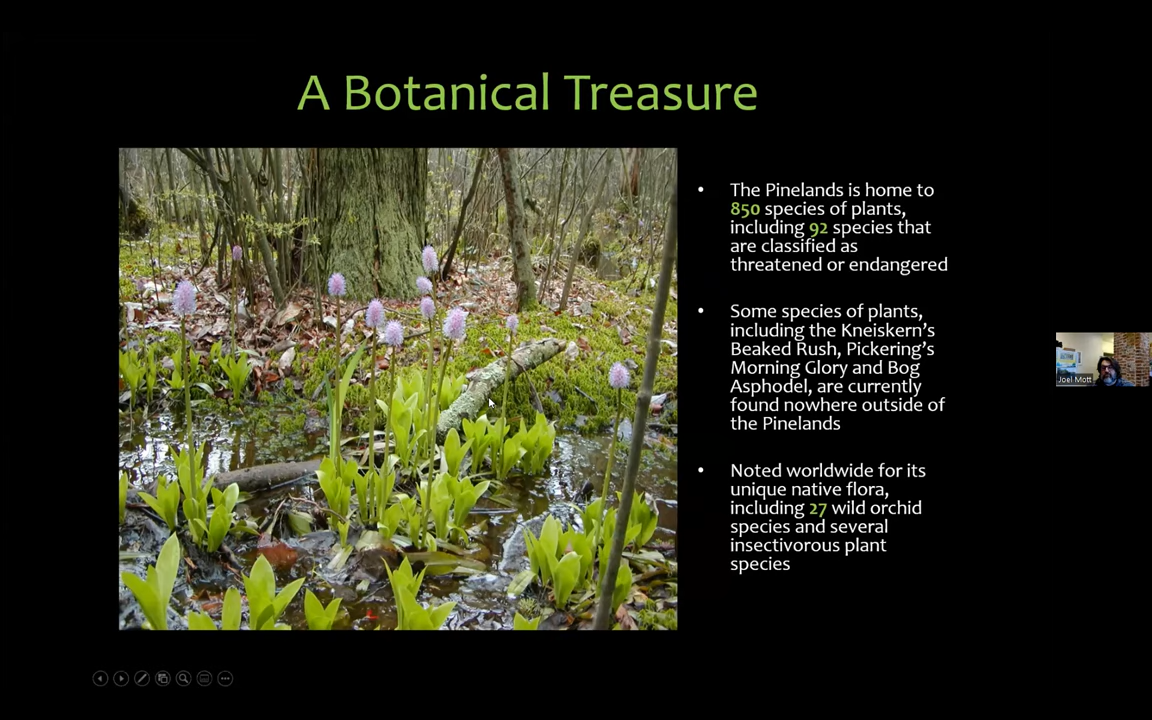 A Botanical Treasure
• The Pinelands is home to
850 species of plants,
including 92 species that
are classified as
threatened or endangered
• Some species of plants,
including the Kneiskern's
Beaked Rush, Pickering's
Morning Glory and Bog
Asphodel, are currently
found nowhere outside of
the Pinelands
• Noted worldwide for its
unique native flora,
including 27 wild orchid
species and several
insectivorous plant
species
Joel Mott